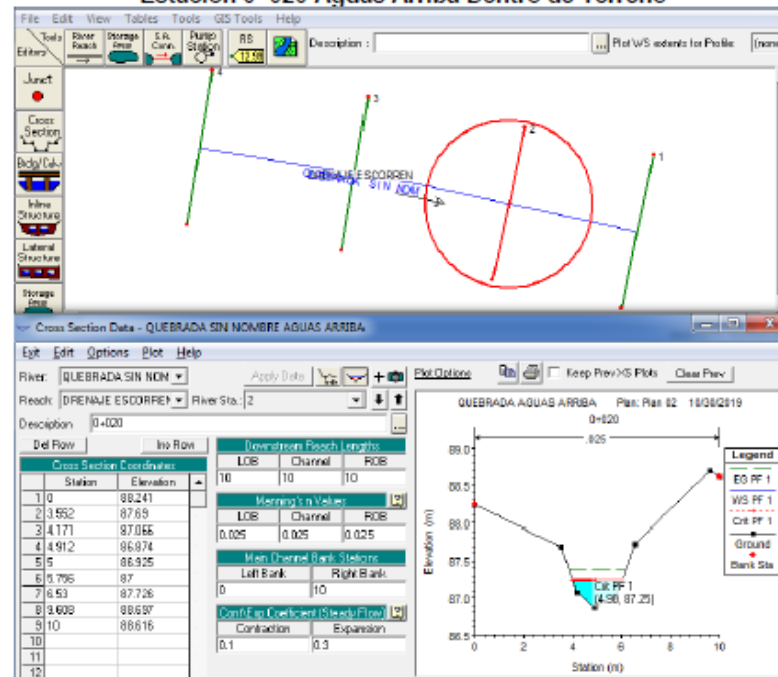 Estación 0+020 Aguas Arriba Dentro de Terreno
File Edit View Tables Tools GIS Tools Help
Tools River Reach Storage Area S.A. Conn. Pump Station RS Description : ... Plot WS extents for Profile:
Editors
Junct.
Cross Section
Brdg/Culv
Inline Structure
Lateral Structure
Storage Area
4
3
2
1
DRENAJE ESCORREN
QUEBRADA SIN NOM
Cross Section Data - QUEBRADA SIN NOMBRE AGUAS ARRIBA
Exit Edit Options Plot Help
River: QUEBRADA SIN NOM Apply Data
Reach: DRENAJE ESCORREN River Sta.: 2
Description 0+020 ...
Del Row Ins Row
Cross Section Coordinates
Station Elevation
1 0 88.241
2 3.552 87.69
3 4.171 87.066
4 4.912 86.874
5 5 86.925
6 5.756 87
7 6.53 87.726
8 9.608 88.697
9 10 88.616
10
11
12
Downstream Reach Lengths
LOB Channel ROB
10 10 10
Manning's n Values
LOB Channel ROB
0.025 0.025 0.025
Main Channel Bank Stations
Left Bank Right Bank
0 10
Cont\Exp Coefficient (Steady Flow)
Contraction Expansion
0.1 0.3
Plot Options Keep Prev XS Plots Clear Prev
QUEBRADA AGUAS ARRIBA Plan: Plan 02 10/30/2019
0+020
.025
Elevation (m)
89.0
88.5
88.0
87.5
87.0
86.5
0 2 4 6 8 10
Station (m)
Crit PF 1
(4.98, 87.25)
Legend
EG PF 1
WS PF 1
Crit PF 1
Ground
Bank Sta